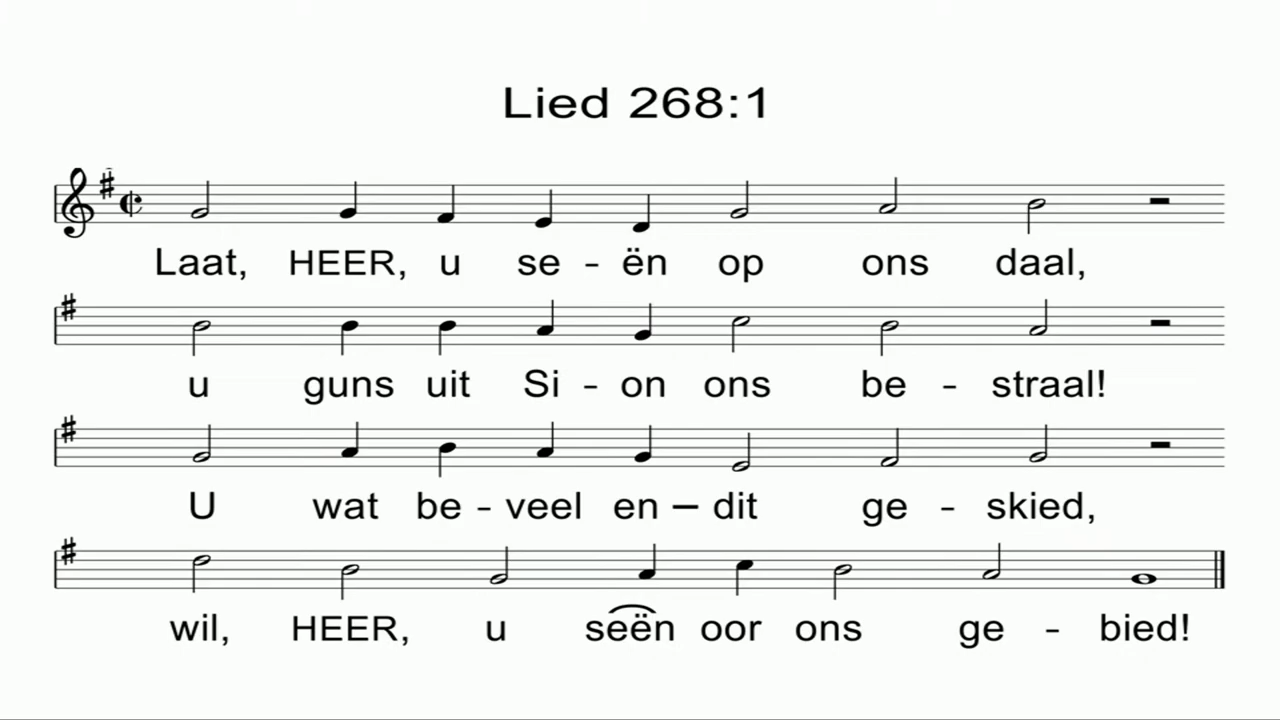 Lied 268:1
Laat, HEER, u se - ën op ons daal,
u guns uit Si - on ons be - straal!
U wat be - veel en – dit ge - skied,
wil, HEER, u seën oor ons ge - bied!